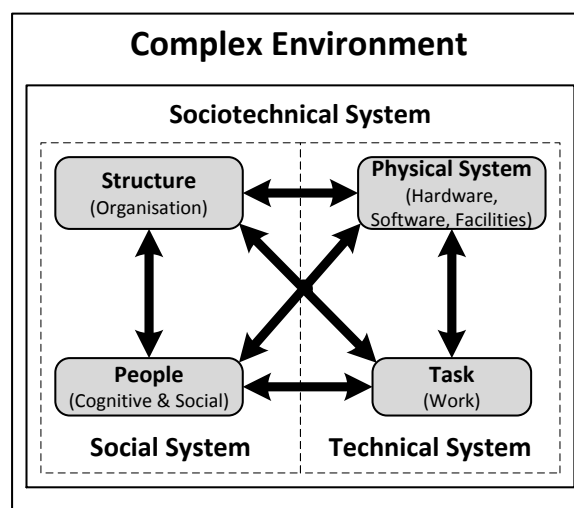 Complex Environment
Sociotechnical System
Structure
(Organisation)
Physical System
(Hardware,
Software, Facilities)
People
(Cognitive & Social)
Task
(Work)
Social System
Technical System